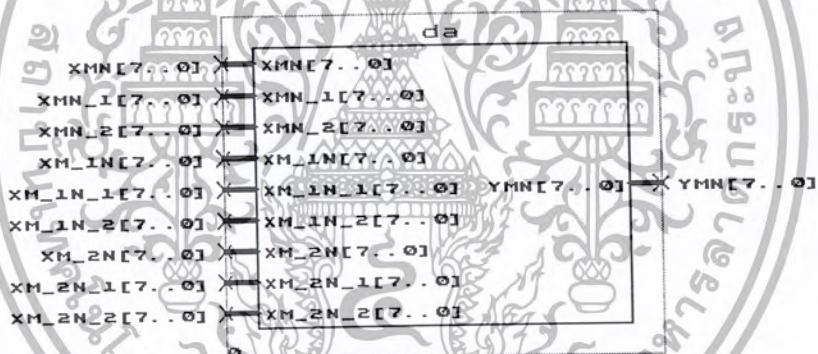 da
XMN[7..0] XMN[7..0]
XMN_1[7..0] XMN_1[7..0]
XMN_2[7..0] XMN_2[7..0]
XM_1N[7..0] XM_1N[7..0]
XM_1N_1[7..0] XM_1N_1[7..0] YMN[7..0] YMN[7..0]
XM_1N_2[7..0] XM_1N_2[7..0]
XM_2N[7..0] XM_2N[7..0]
XM_2N_1[7..0] XM_2N_1[7..0]
XM_2N_2[7..0] XM_2N_2[7..0]